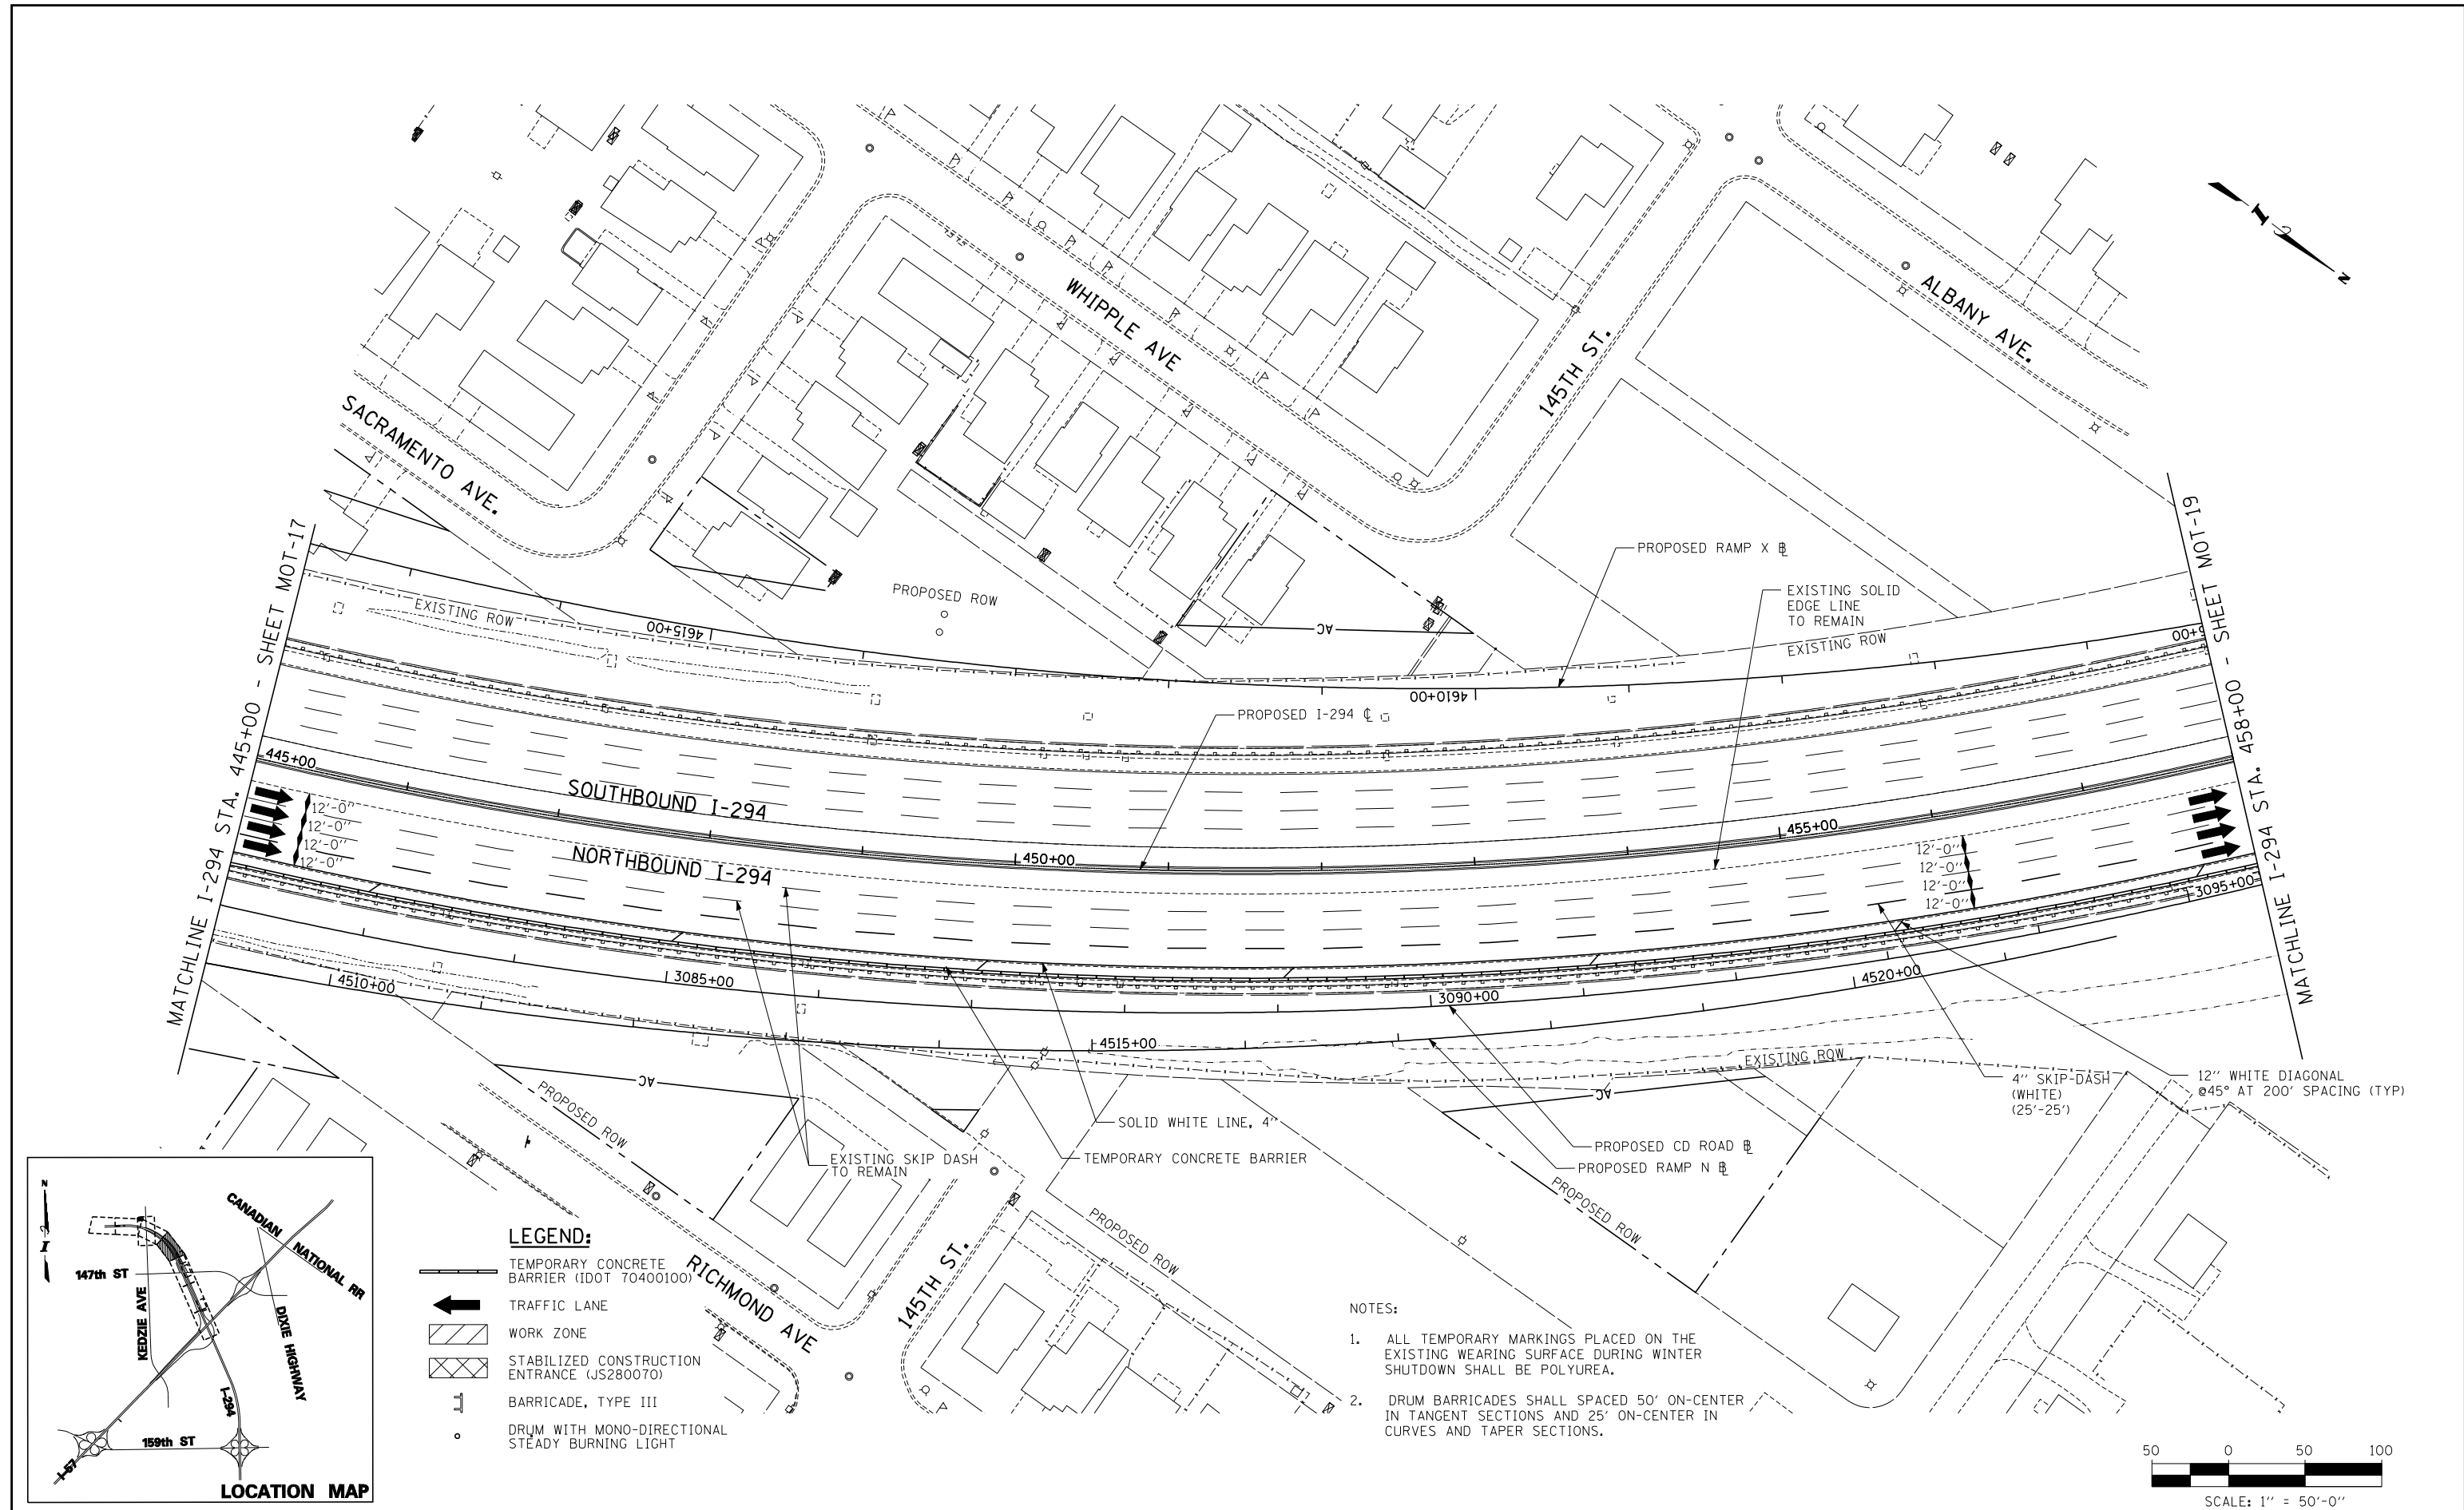 WHIPPLE AVE
145TH ST.
ALBANY AVE.
N
SACRAMENTO AVE.
MATCHLINE I-294 STA. 445+00 - SHEET MOT-17
MATCHLINE I-294 STA. 458+00 - SHEET MOT-19
PROPOSED RAMP X BL
EXISTING SOLID
EDGE LINE
TO REMAIN
EXISTING ROW
PROPOSED ROW
EXISTING ROW
4615+00
AC
4610+00
PROPOSED I-294 CL
445+00
SOUTHBOUND I-294
NORTHBOUND I-294
450+00
455+00
12'-0"
12'-0"
12'-0"
12'-0"
12'-0"
12'-0"
12'-0"
12'-0"
3095+00
4510+00
3085+00
3090+00
4520+00
4515+00
EXISTING ROW
AC
AC
PROPOSED ROW
4" SKIP-DASH
(WHITE)
(25'-25')
12" WHITE DIAGONAL
@45° AT 200' SPACING (TYP)
SOLID WHITE LINE, 4"
TEMPORARY CONCRETE BARRIER
EXISTING SKIP DASH
TO REMAIN
PROPOSED CD ROAD BL
PROPOSED RAMP N BL
PROPOSED ROW
PROPOSED ROW
RICHMOND AVE
145TH ST.
N
CANADIAN NATIONAL RR
147th ST
KEDZIE AVE
DIXIE HIGHWAY
I-294
159th ST
I-57
LOCATION MAP
LEGEND:
TEMPORARY CONCRETE
BARRIER (IDOT 70400100)
TRAFFIC LANE
WORK ZONE
STABILIZED CONSTRUCTION
ENTRANCE (JS280070)
BARRICADE, TYPE III
DRUM WITH MONO-DIRECTIONAL
STEADY BURNING LIGHT
NOTES:
1. ALL TEMPORARY MARKINGS PLACED ON THE
EXISTING WEARING SURFACE DURING WINTER
SHUTDOWN SHALL BE POLYUREA.
2. DRUM BARRICADES SHALL SPACED 50' ON-CENTER
IN TANGENT SECTIONS AND 25' ON-CENTER IN
CURVES AND TAPER SECTIONS.
50 0 50 100
SCALE: 1" = 50'-0"